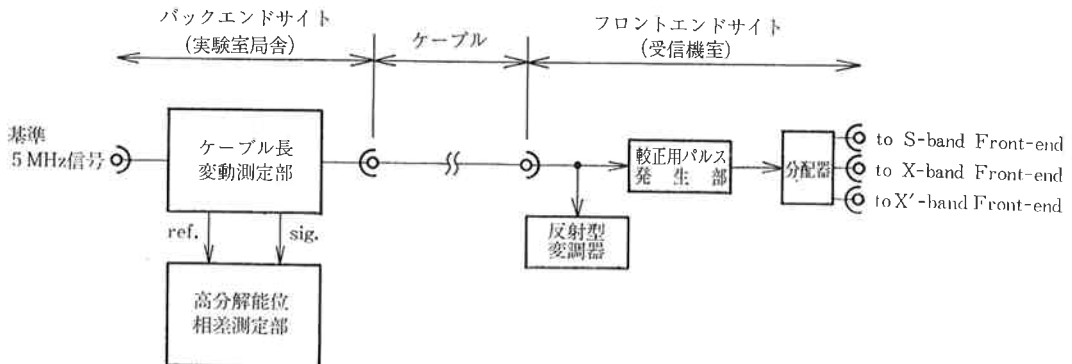 バックエンドサイト
(実験室局舎)
ケーブル
フロントエンドサイト
(受信機室)
基準
5 MHz信号
ケーブル長
変動測定部
較正用パルス
発生部
分配器
to S-band Front-end
to X-band Front-end
to X′-band Front-end
反射型
変調器
ref.
sig.
高分解能位
相差測定部